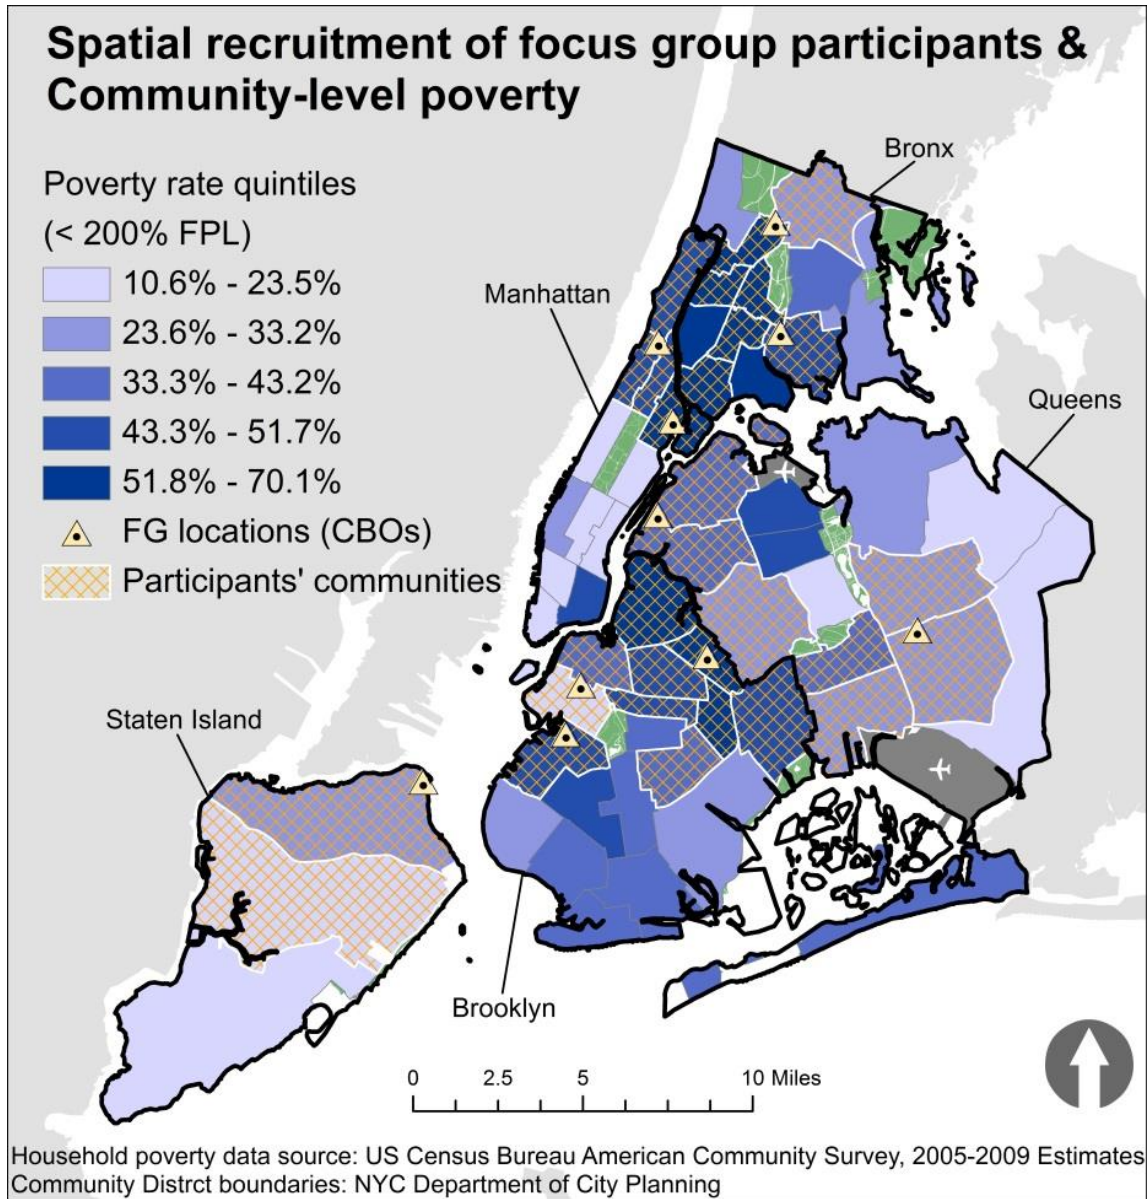 Spatial recruitment of focus group participants &
Community-level poverty
Poverty rate quintiles
(< 200% FPL)
10.6% - 23.5%
23.6% - 33.2%
33.3% - 43.2%
43.3% - 51.7%
51.8% - 70.1%
FG locations (CBOs)
Participants' communities
Bronx
Manhattan
Queens
Staten Island
Brooklyn
0 2.5 5 10 Miles
Household poverty data source: US Census Bureau American Community Survey, 2005-2009 Estimates
Community Distrct boundaries: NYC Department of City Planning